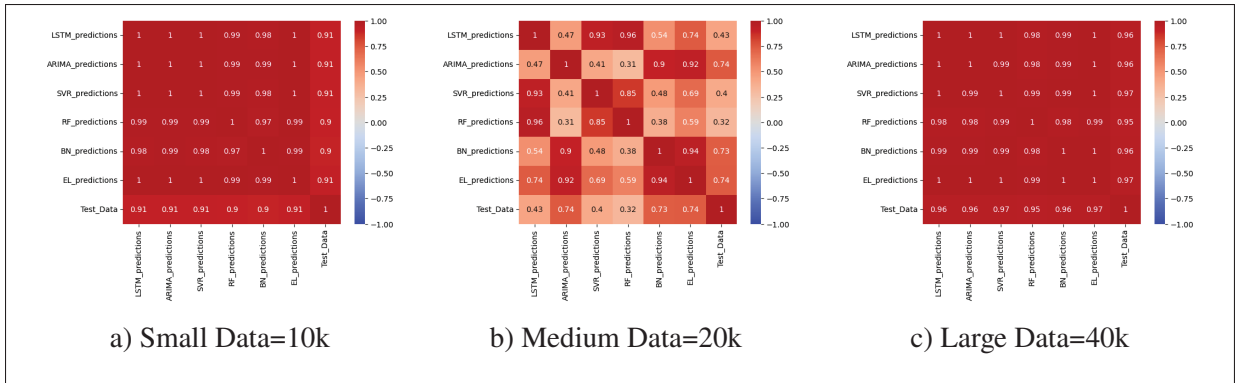 LSTM_predictions 1 1 1 0.99 0.98 1 0.91
ARIMA_predictions 1 1 1 0.99 0.99 1 0.91
SVR_predictions 1 1 1 0.99 0.98 1 0.91
RF_predictions 0.99 0.99 0.99 1 0.97 0.99 0.9
BN_predictions 0.98 0.99 0.98 0.97 1 0.99 0.9
EL_predictions 1 1 1 0.99 0.99 1 0.91
Test_Data 0.91 0.91 0.91 0.9 0.9 0.91 1
LSTM_predictions ARIMA_predictions SVR_predictions RF_predictions BN_predictions EL_predictions Test_Data
1.00
0.75
0.50
0.25
0.00
−0.25
−0.50
−0.75
−1.00
a) Small Data=10k
LSTM_predictions 1 0.47 0.93 0.96 0.54 0.74 0.43
ARIMA_predictions 0.47 1 0.41 0.31 0.9 0.92 0.74
SVR_predictions 0.93 0.41 1 0.85 0.48 0.69 0.4
RF_predictions 0.96 0.31 0.85 1 0.38 0.59 0.32
BN_predictions 0.54 0.9 0.48 0.38 1 0.94 0.73
EL_predictions 0.74 0.92 0.69 0.59 0.94 1 0.74
Test_Data 0.43 0.74 0.4 0.32 0.73 0.74 1
LSTM_predictions ARIMA_predictions SVR_predictions RF_predictions BN_predictions EL_predictions Test_Data
1.00
0.75
0.50
0.25
0.00
−0.25
−0.50
−0.75
−1.00
b) Medium Data=20k
LSTM_predictions 1 1 1 0.98 0.99 1 0.96
ARIMA_predictions 1 1 0.99 0.98 0.99 1 0.96
SVR_predictions 1 0.99 1 0.99 0.99 1 0.97
RF_predictions 0.98 0.98 0.99 1 0.98 0.99 0.95
BN_predictions 0.99 0.99 0.99 0.98 1 1 0.96
EL_predictions 1 1 1 0.99 1 1 0.97
Test_Data 0.96 0.96 0.97 0.95 0.96 0.97 1
LSTM_predictions ARIMA_predictions SVR_predictions RF_predictions BN_predictions EL_predictions Test_Data
1.00
0.75
0.50
0.25
0.00
−0.25
−0.50
−0.75
−1.00
c) Large Data=40k